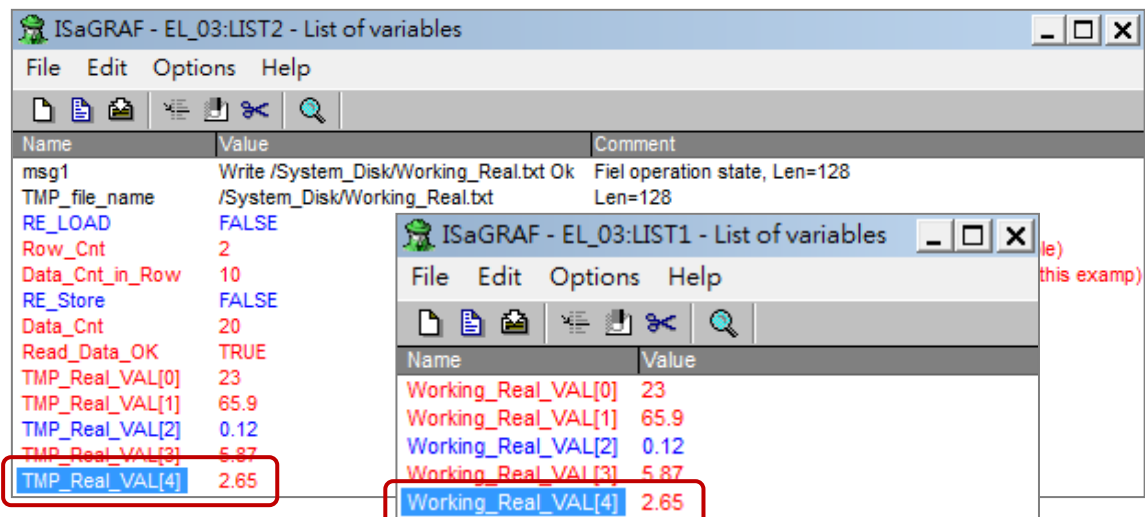 ISaGRAF - EL_03:LIST2 - List of variables
File Edit Options Help
Name Value Comment
msg1 Write /System_Disk/Working_Real.txt Ok Fiel operation state, Len=128
TMP_file_name /System_Disk/Working_Real.txt Len=128
RE_LOAD FALSE
Row_Cnt 2 le)
Data_Cnt_in_Row 10 this examp)
RE_Store FALSE
Data_Cnt 20
Read_Data_OK TRUE
TMP_Real_VAL[0] 23
TMP_Real_VAL[1] 65.9
TMP_Real_VAL[2] 0.12
TMP_Real_VAL[3] 5.87
TMP_Real_VAL[4] 2.65
ISaGRAF - EL_03:LIST1 - List of variables
File Edit Options Help
Name Value
Working_Real_VAL[0] 23
Working_Real_VAL[1] 65.9
Working_Real_VAL[2] 0.12
Working_Real_VAL[3] 5.87
Working_Real_VAL[4] 2.65